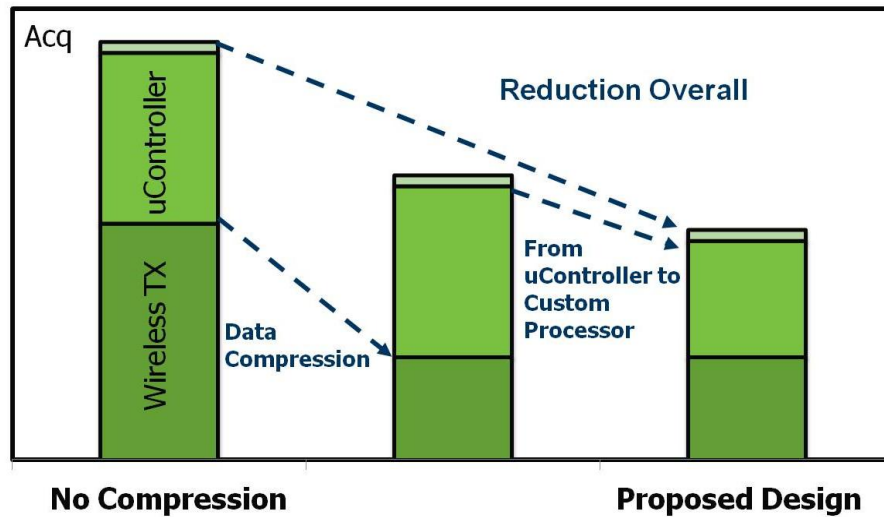 Acq
uController
Wireless TX
Reduction Overall
Data
Compression
From
uController to
Custom
Processor
No Compression
Proposed Design